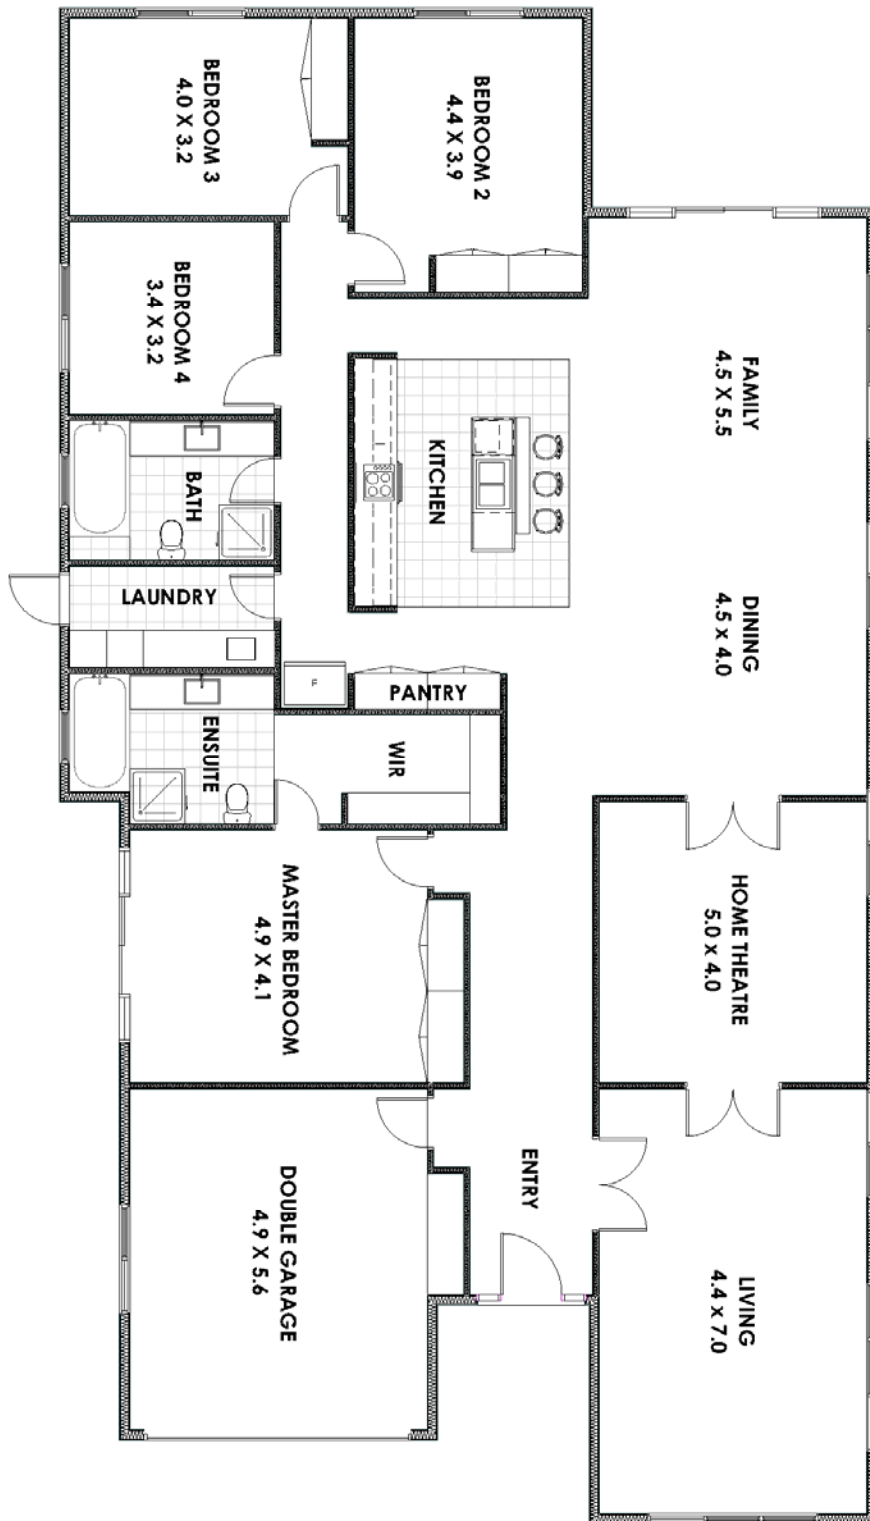 BEDROOM 3
4.0 X 3.2
BEDROOM 2
4.4 X 3.9
BEDROOM 4
3.4 X 3.2
FAMILY
4.5 X 5.5
KITCHEN
BATH
LAUNDRY
DINING
4.5 x 4.0
F
PANTRY
ENSUITE
WIR
MASTER BEDROOM
4.9 X 4.1
HOME THEATRE
5.0 x 4.0
ENTRY
DOUBLE GARAGE
4.9 X 5.6
LIVING
4.4 x 7.0